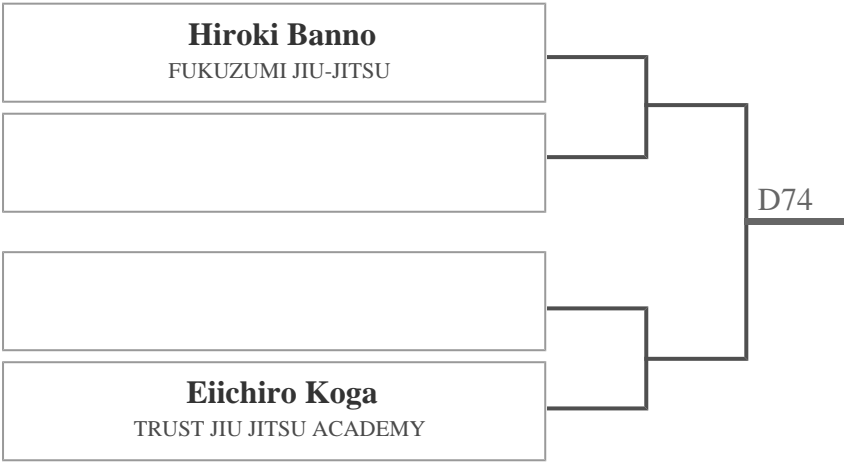 Hiroki Banno
FUKUZUMI JIU-JITSU
D74
Eiichiro Koga
TRUST JIU JITSU ACADEMY